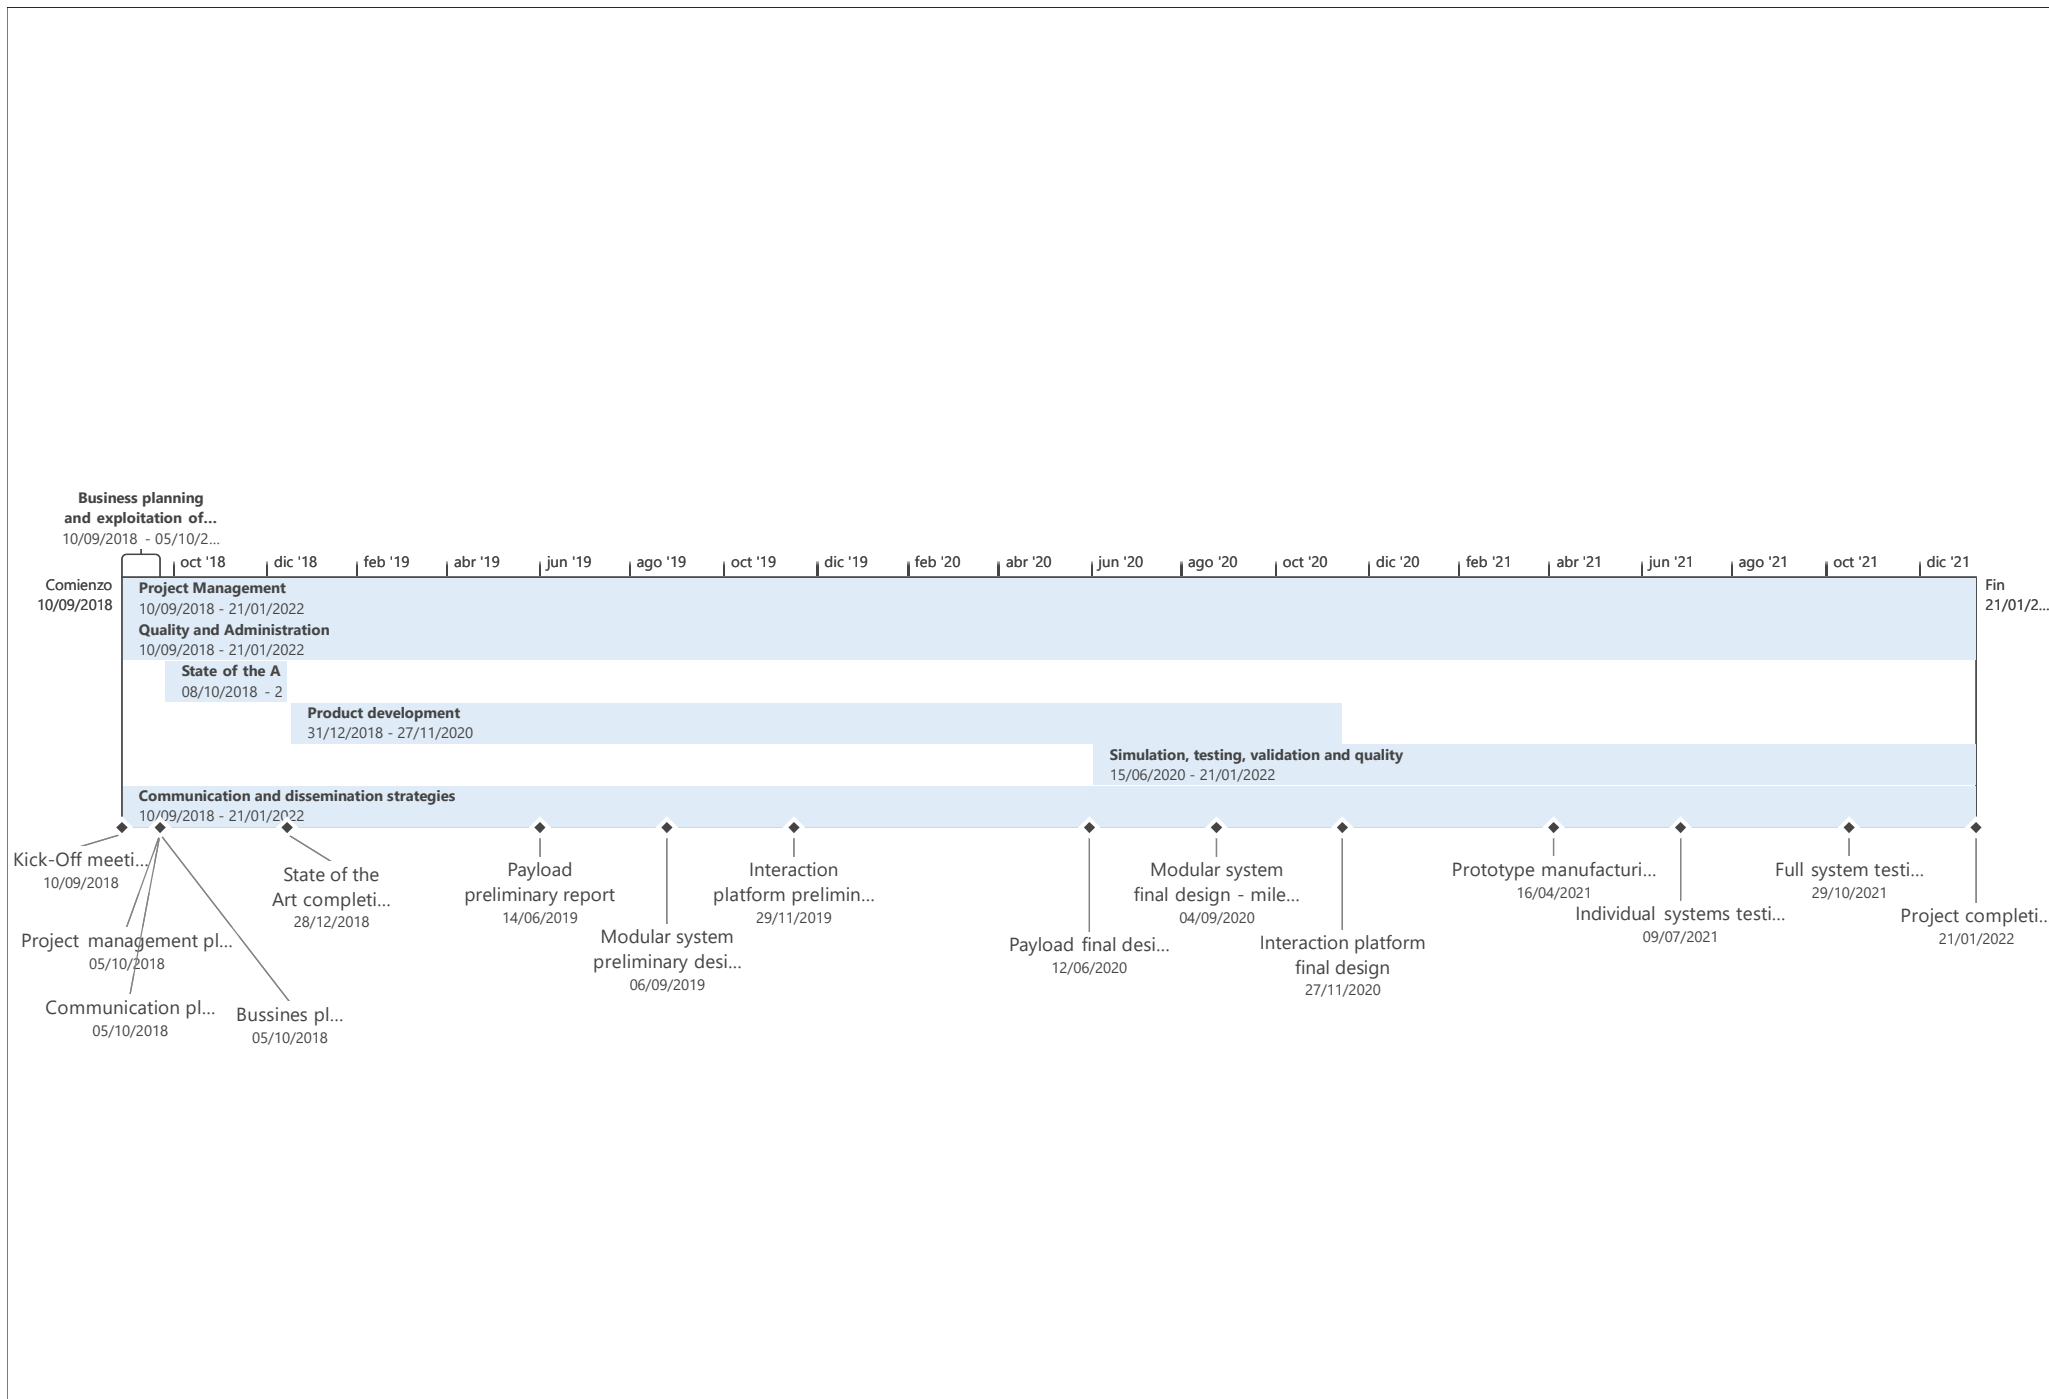 Business planning
and exploitation of...
10/09/2018 - 05/10/2...
oct '18 dic '18 feb '19 abr '19 jun '19 ago '19 oct '19 dic '19 feb '20 abr '20 jun '20 ago '20 oct '20 dic '20 feb '21 abr '21 jun '21 ago '21 oct '21 dic '21
Comienzo
10/09/2018
Fin
21/01/2...
Project Management
10/09/2018 - 21/01/2022
Quality and Administration
10/09/2018 - 21/01/2022
State of the A
08/10/2018 - 2
Product development
31/12/2018 - 27/11/2020
Simulation, testing, validation and quality
15/06/2020 - 21/01/2022
Communication and dissemination strategies
10/09/2018 - 21/01/2022
Kick-Off meeti...
10/09/2018
Project management pl...
05/10/2018
Communication pl...
05/10/2018
Bussines pl...
05/10/2018
State of the
Art completi...
28/12/2018
Payload
preliminary report
14/06/2019
Modular system
preliminary desi...
06/09/2019
Interaction
platform prelimin...
29/11/2019
Payload final desi...
12/06/2020
Modular system
final design - mile...
04/09/2020
Interaction platform
final design
27/11/2020
Prototype manufacturi...
16/04/2021
Individual systems testi...
09/07/2021
Full system testi...
29/10/2021
Project completi...
21/01/2022